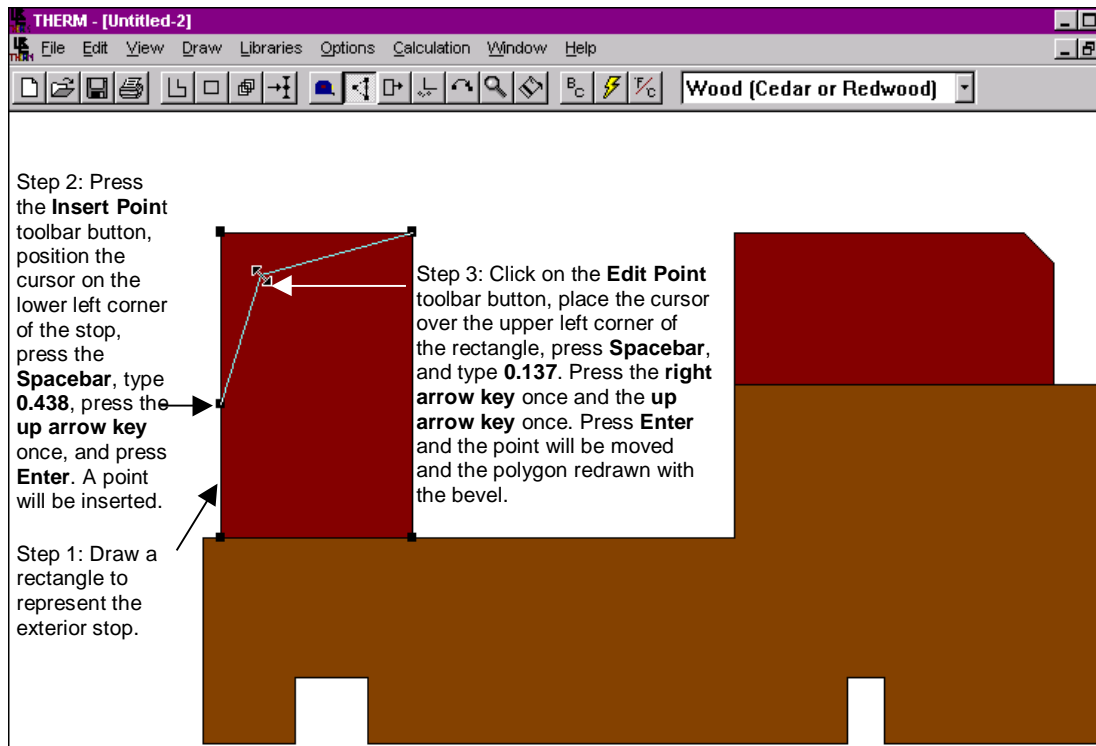 THERM - [Untitled-2]
File Edit View Draw Libraries Options Calculation Window Help
BC °F/C Wood (Cedar or Redwood)
Step 2: Press
the Insert Point
toolbar button,
position the
cursor on the
lower left corner
of the stop,
press the
Spacebar, type
0.438, press the
up arrow key
once, and press
Enter. A point
will be inserted.
Step 3: Click on the Edit Point
toolbar button, place the cursor
over the upper left corner of
the rectangle, press Spacebar,
and type 0.137. Press the right
arrow key once and the up
arrow key once. Press Enter
and the point will be moved
and the polygon redrawn with
the bevel.
Step 1: Draw a
rectangle to
represent the
exterior stop.